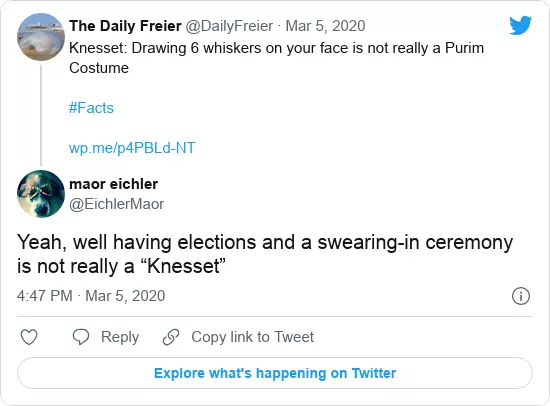 The Daily Freier @DailyFreier · Mar 5, 2020
Knesset: Drawing 6 whiskers on your face is not really a Purim
Costume
#Facts
wp.me/p4PBLd-NT
maor eichler
@EichlerMaor
Yeah, well having elections and a swearing-in ceremony
is not really a “Knesset”
4:47 PM · Mar 5, 2020
Reply
Copy link to Tweet
Explore what's happening on Twitter